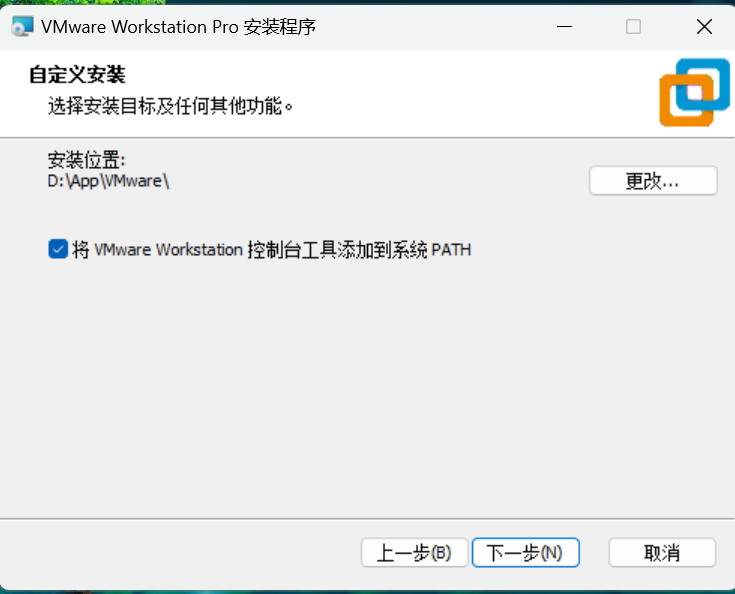 VMware Workstation Pro 安装程序
自定义安装
选择安装目标及任何其他功能。
安装位置:
D:\App\VMware\
更改...
将 VMware Workstation 控制台工具添加到系统 PATH
上一步(B) 下一步(N) 取消